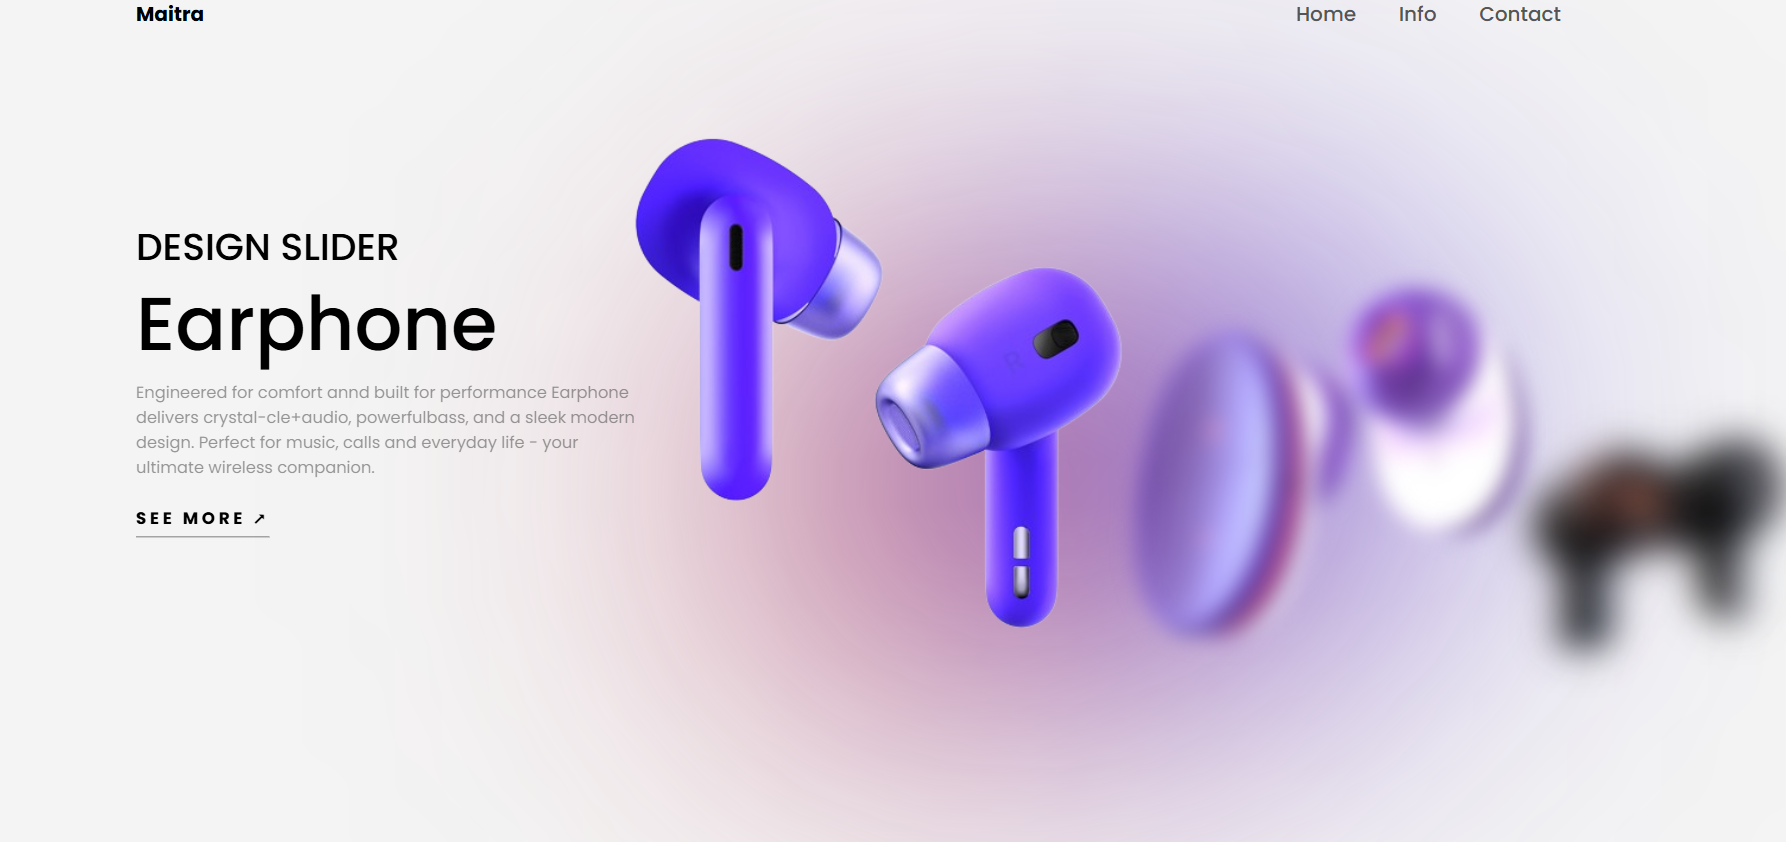 Maitra
Home Info Contact
DESIGN SLIDER
Earphone
Engineered for comfort annd built for performance Earphone
delivers crystal-cle+audio, powerfulbass, and a sleek modern
design. Perfect for music, calls and everyday life - your
ultimate wireless companion.
SEE MORE ↗
R